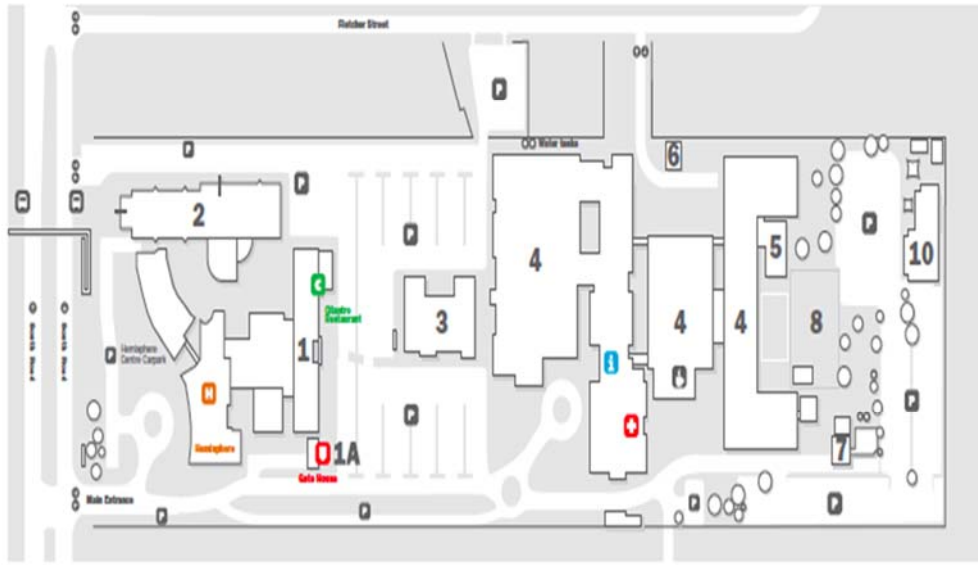 Fletcher Street
P
P
Water tanks
6
P
2
P
P
4
5
10
C
Cilantro
Restaurant
3
4
4
8
1
South Road
South Road
P
Hemisphere
Centre Carpark
i
H
P
P
Hemisphere
1A
Gate House
7
Main Entrance
P
P
P
P